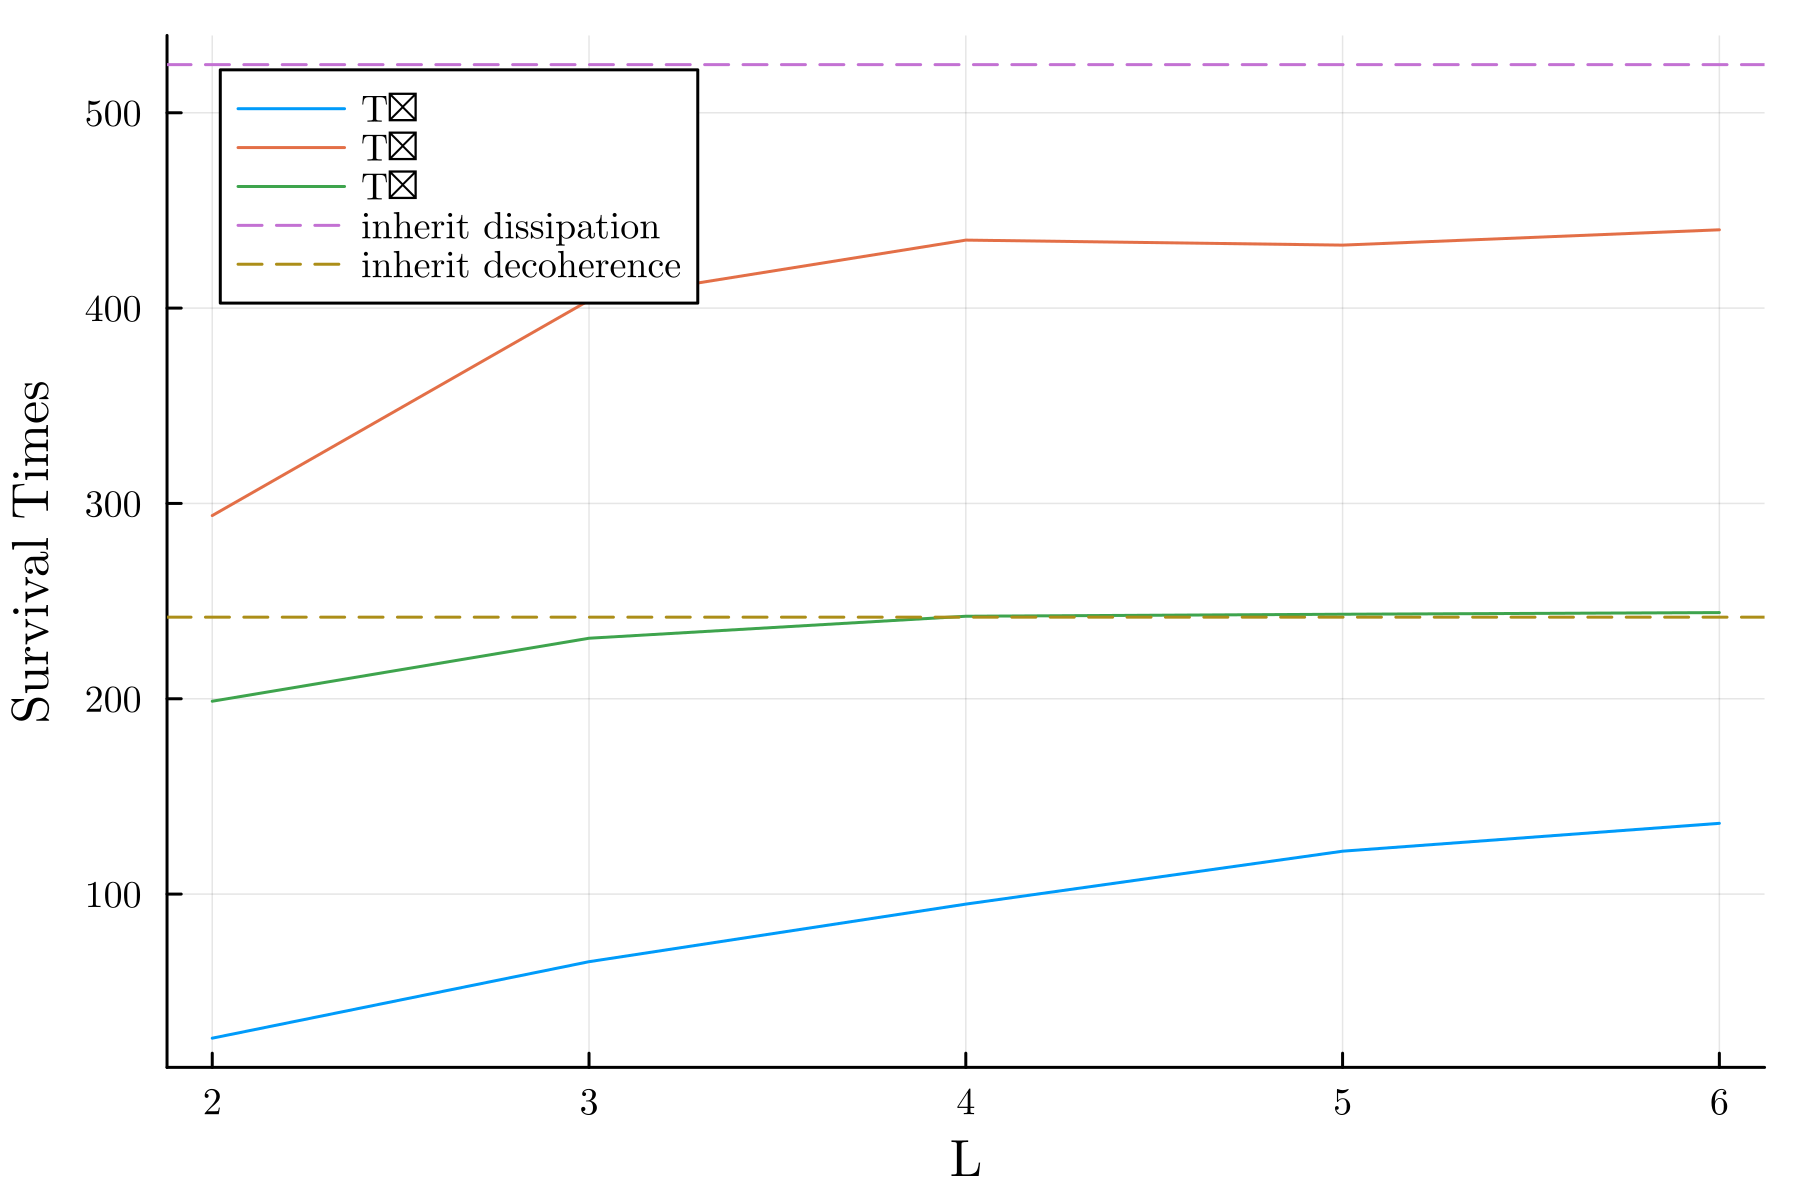 500
400
300
200
100
Survival Times
T☒
T☒
T☒
inherit dissipation
inherit decoherence
2 3 4 5 6
L